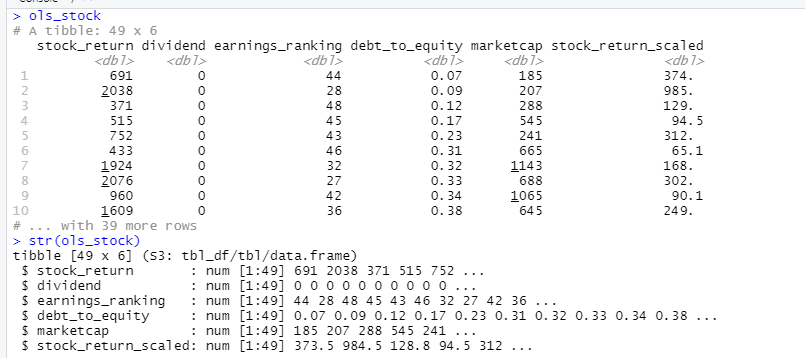 > ols_stock
# A tibble: 49 x 6
stock_return dividend earnings_ranking debt_to_equity marketcap stock_return_scaled
<dbl> <dbl> <dbl> <dbl> <dbl> <dbl>
1 691 0 44 0.07 185 374.
2 2038 0 28 0.09 207 985.
3 371 0 48 0.12 288 129.
4 515 0 45 0.17 545 94.5
5 752 0 43 0.23 241 312.
6 433 0 46 0.31 665 65.1
7 1924 0 32 0.32 1143 168.
8 2076 0 27 0.33 688 302.
9 960 0 42 0.34 1065 90.1
10 1609 0 36 0.38 645 249.
# ... with 39 more rows
> str(ols_stock)
tibble [49 x 6] (S3: tbl_df/tbl/data.frame)
$ stock_return : num [1:49] 691 2038 371 515 752 ...
$ dividend : num [1:49] 0 0 0 0 0 0 0 0 0 0 ...
$ earnings_ranking : num [1:49] 44 28 48 45 43 46 32 27 42 36 ...
$ debt_to_equity : num [1:49] 0.07 0.09 0.12 0.17 0.23 0.31 0.32 0.33 0.34 0.38 ...
$ marketcap : num [1:49] 185 207 288 545 241 ...
$ stock_return_scaled: num [1:49] 373.5 984.5 128.8 94.5 312 ...